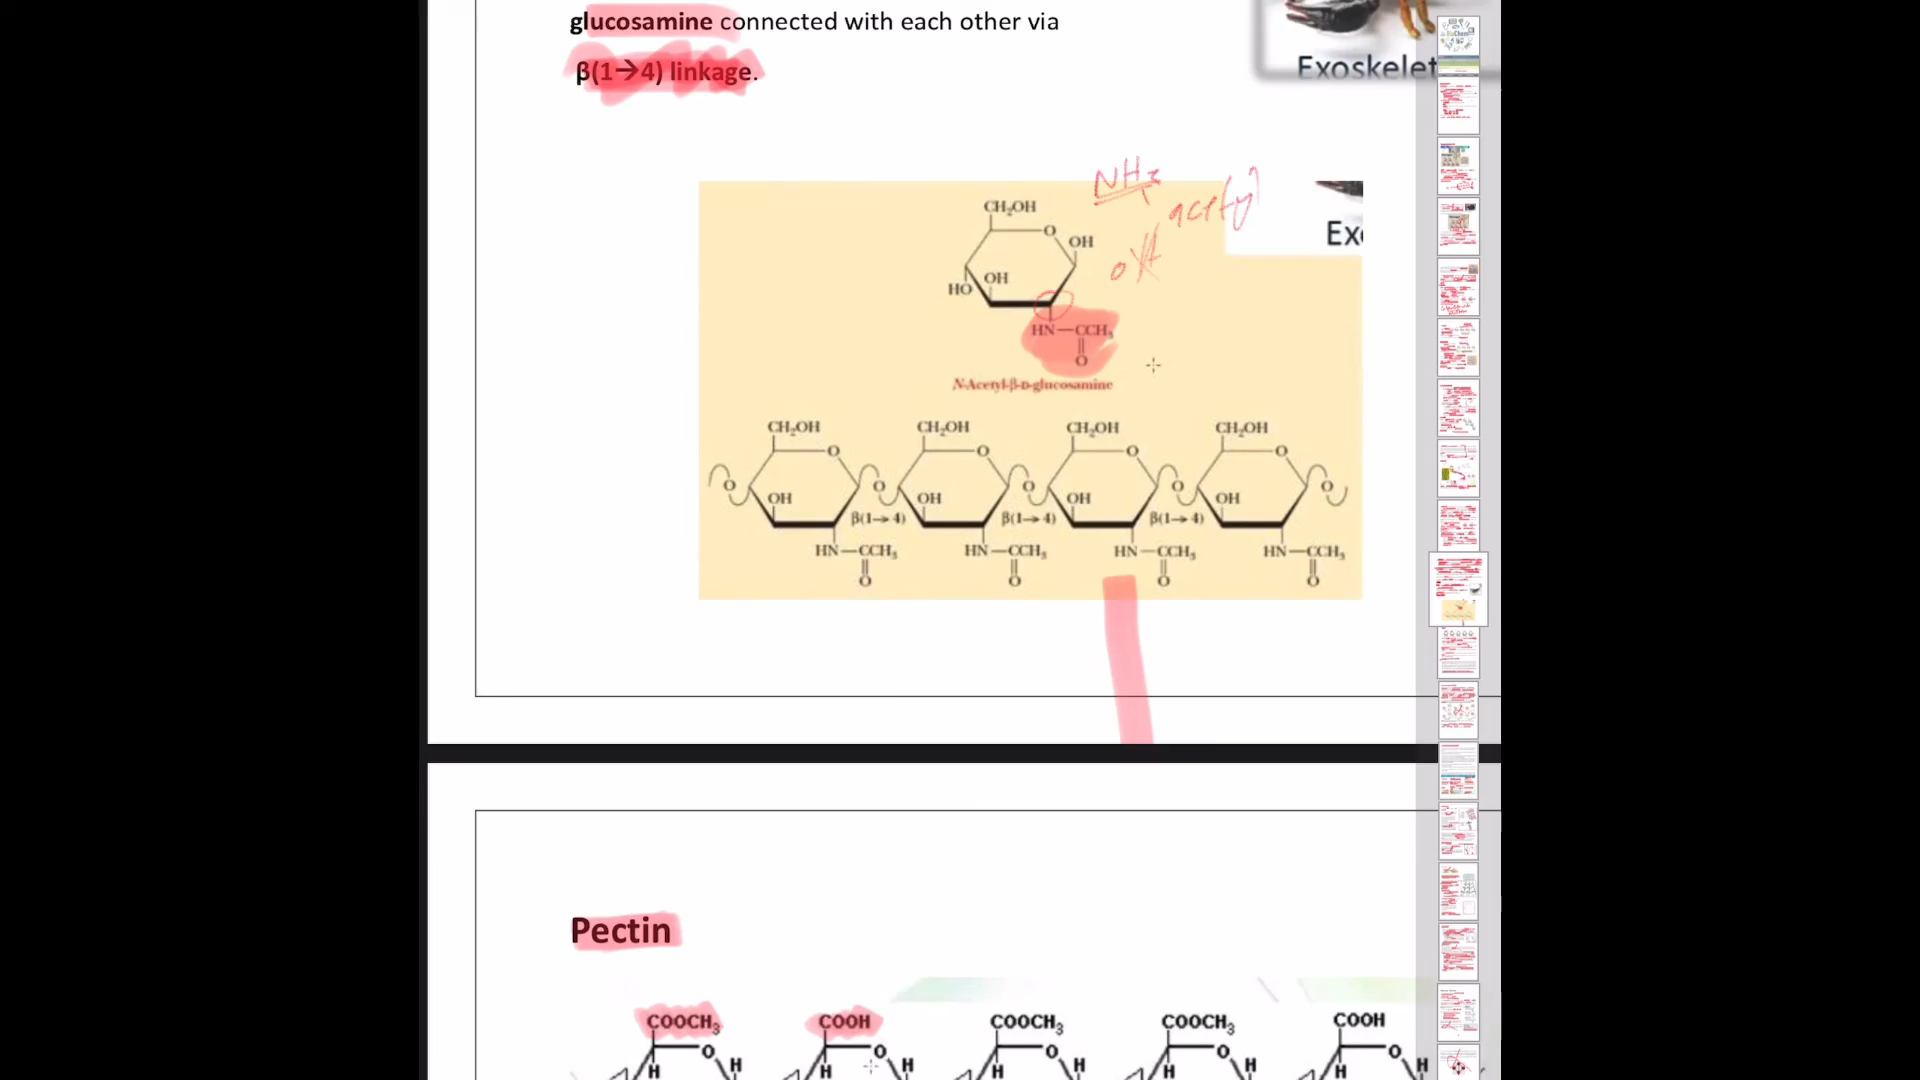 glucosamine connected with each other via
β(1→4) linkage.
Exoskelet
NH₂
acetyl
OH
Exo
CH₂OH
O
OH
OH
HO
HN—CCH₃
O
N-Acetyl-β-D-glucosamine
CH₂OH CH₂OH CH₂OH CH₂OH
O O O O
O O O O O
OH OH OH OH
β(1→4) β(1→4) β(1→4)
HN—CCH₃ HN—CCH₃ HN—CCH₃ HN—CCH₃
O O O O
Pectin
COOCH₃ COOH COOCH₃ COOCH₃ COOH
O O O O O
H H H H H H H H H H